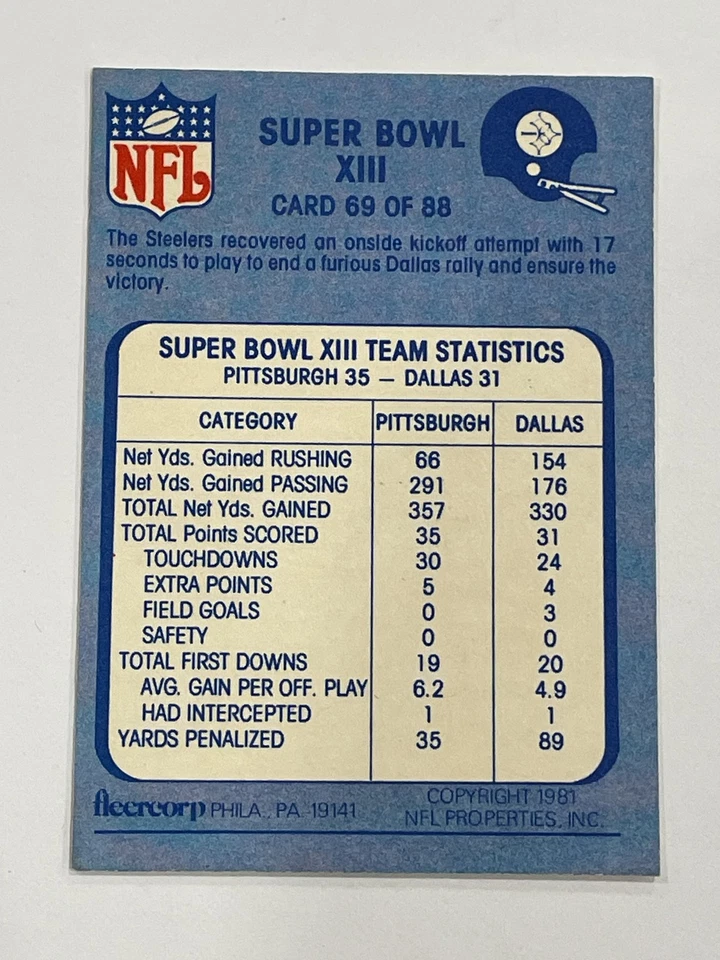 NFL
SUPER BOWL
XIII
CARD 69 OF 88
The Steelers recovered an onside kickoff attempt with 17
seconds to play to end a furious Dallas rally and ensure the
victory.
SUPER BOWL XIII TEAM STATISTICS
PITTSBURGH 35 — DALLAS 31
CATEGORY PITTSBURGH DALLAS
Net Yds. Gained RUSHING 66 154
Net Yds. Gained PASSING 291 176
TOTAL Net Yds. GAINED 357 330
TOTAL Points SCORED 35 31
TOUCHDOWNS 30 24
EXTRA POINTS 5 4
FIELD GOALS 0 3
SAFETY 0 0
TOTAL FIRST DOWNS 19 20
AVG. GAIN PER OFF. PLAY 6.2 4.9
HAD INTERCEPTED 1 1
YARDS PENALIZED 35 89
fleercorp PHILA., PA. 19141
COPYRIGHT 1981
NFL PROPERTIES, INC.